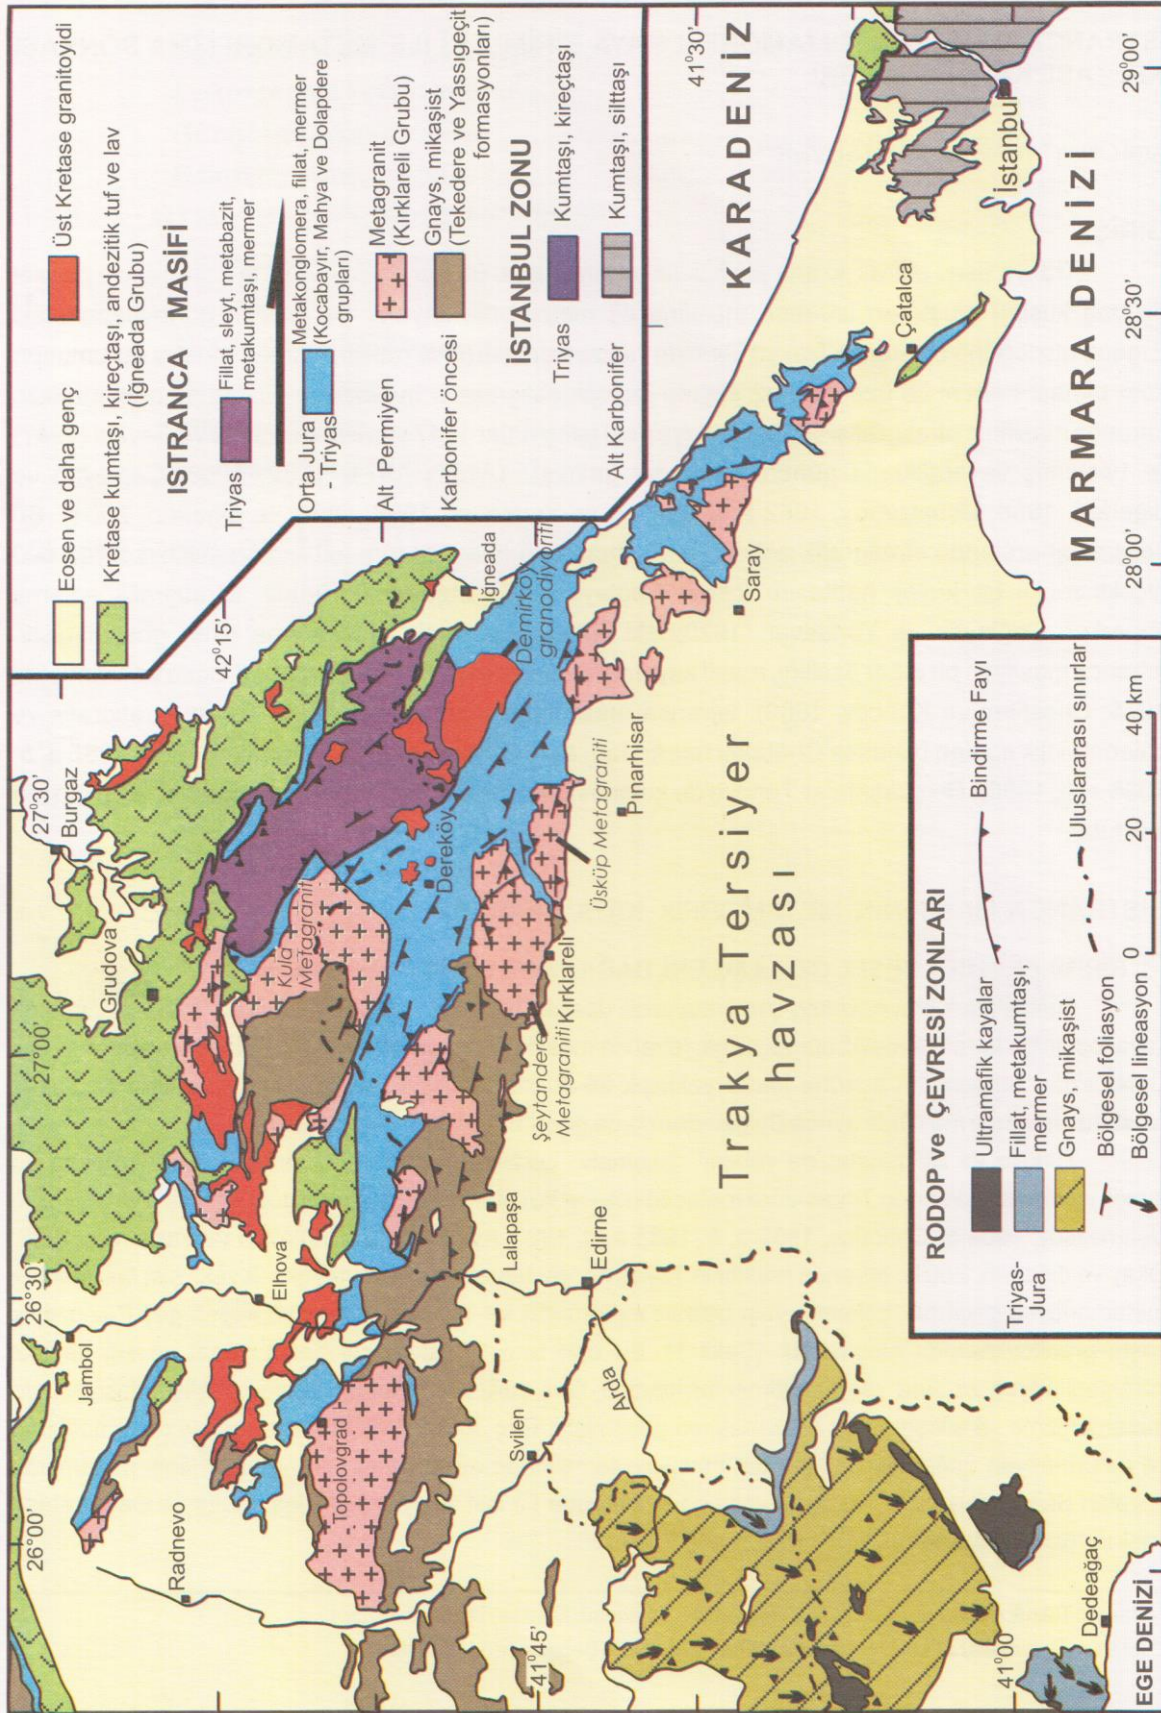 Eosen ve daha genç
Üst Kretase granitoyidi
Kretase kumtaşı, kireçtaşı, andezitik tuf ve lav
(İğneada Grubu)
ISTRANCA MASİFİ
Triyas
Fillat, sleyt, metabazit,
metakumtaşı, mermer
Orta Jura
- Triyas
Metakonglomera, fillat, mermer
(Kocabayır, Mahya ve Dolapdere
grupları)
Alt Permiyen
Metagranit
(Kırklareli Grubu)
Karbonifer öncesi
Gnays, mikaşist
(Tekedere ve Yassıgeçit
formasyonları)
İSTANBUL ZONU
Triyas
Kumtaşı, kireçtaşı
Alt Karbonifer
Kumtaşı, silttaşı
26°00'
26°30'
27°00'
27°30'
42°15'
41°30'
Jambol
Grudova
Burgaz
Radnevo
Elhova
Topolovgrad
Kula
Metagraniti
Dereköy
İğneada
Demirköy
granodiyoriti
KARADENİZ
Svilen
Lalapaşa
Şeytandere
Metagraniti
Kırklareli
Üsküp Metagraniti
Pınarhisar
Saray
Çatalca
İstanbul
Arda
Edirne
Trakya Tersiyer
havzası
MARMARA DENİZİ
41°45'
41°00
28°00'
28°30'
29°00'
Dedeağaç
EGE DENİZİ
RODOP ve ÇEVRESİ ZONLARI
Ultramafik kayalar
Triyas-
Jura
Fillat, metakumtaşı,
mermer
Gnays, mikaşist
Bölgesel foliasyon
Bölgesel lineasyon
Bindirme Fayı
Uluslararası sınırlar
0 20 40 km